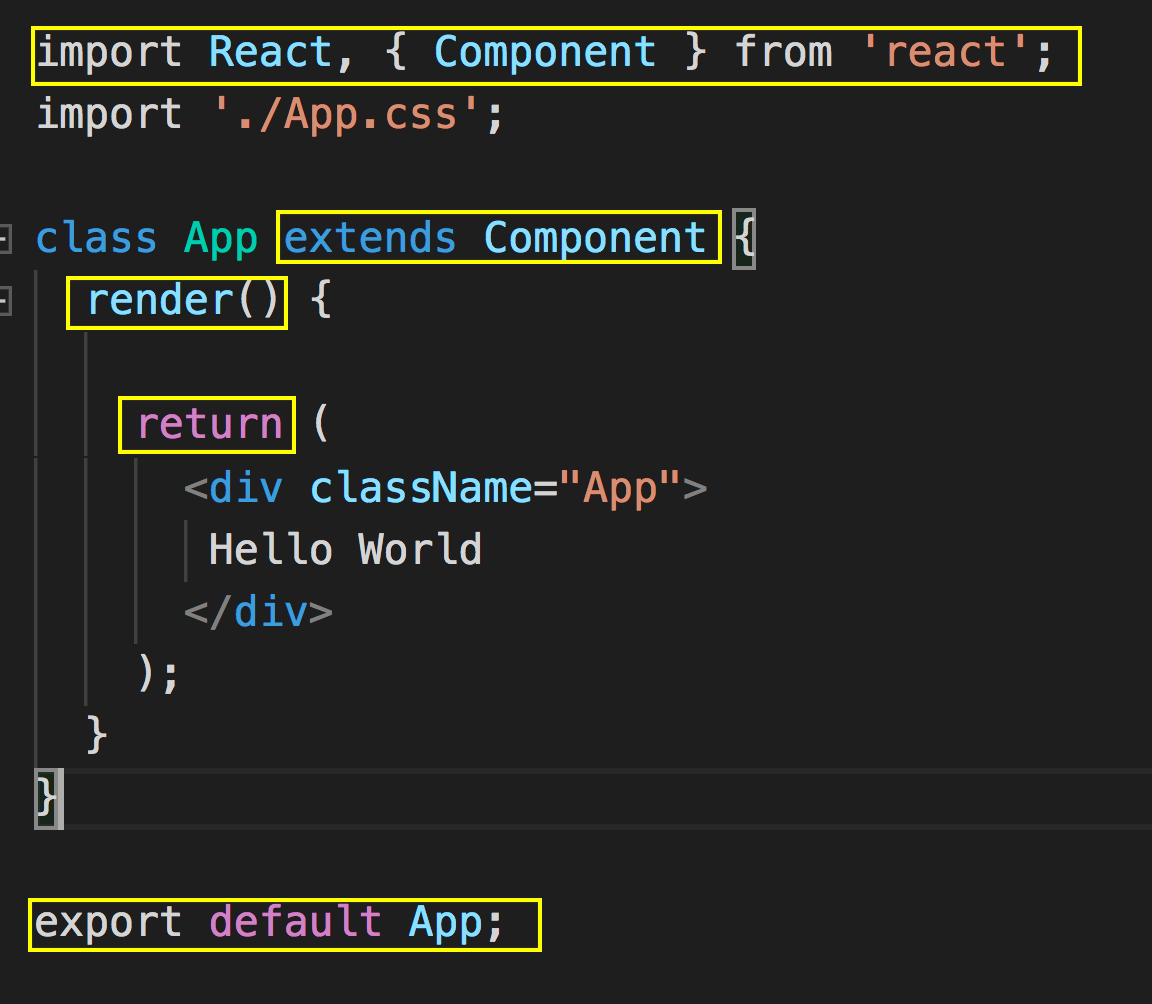 import React, { Component } from 'react';
import './App.css';
class App extends Component {
render() {
return (
<div className="App">
Hello World
</div>
);
}
}
export default App;